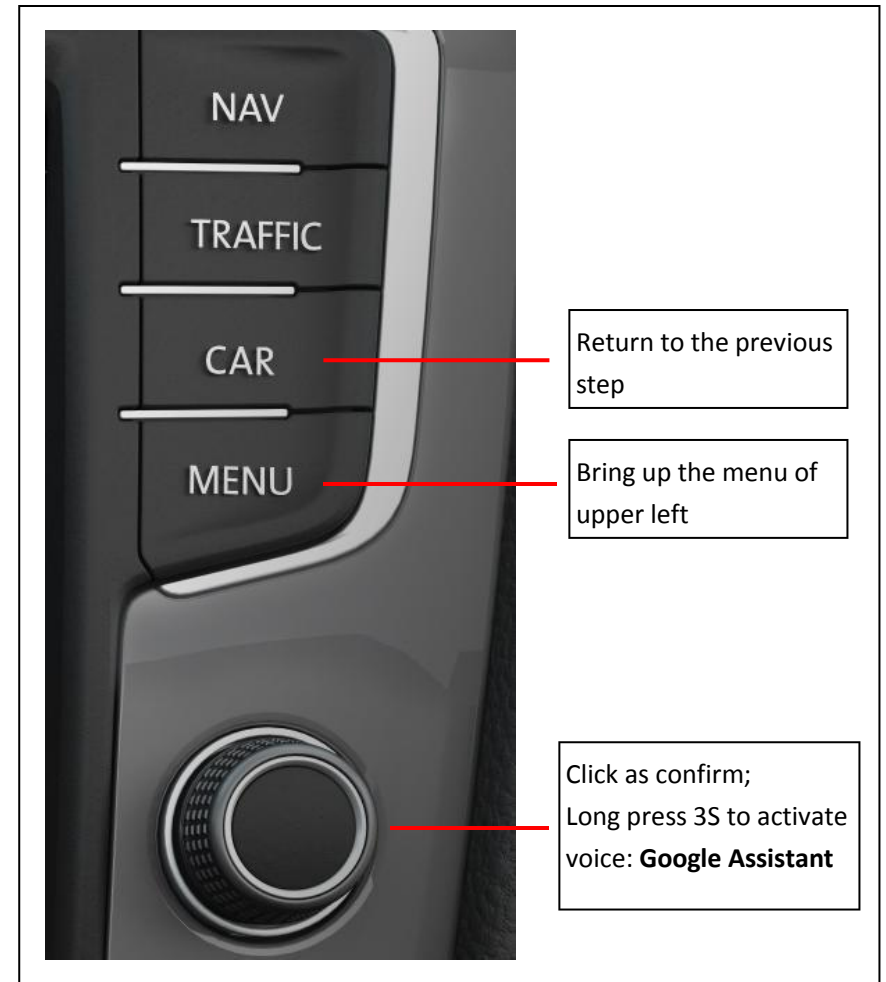 NAV
TRAFFIC
CAR
Return to the previous
step
MENU
Bring up the menu of
upper left
Click as confirm;
Long press 3S to activate
voice: Google Assistant